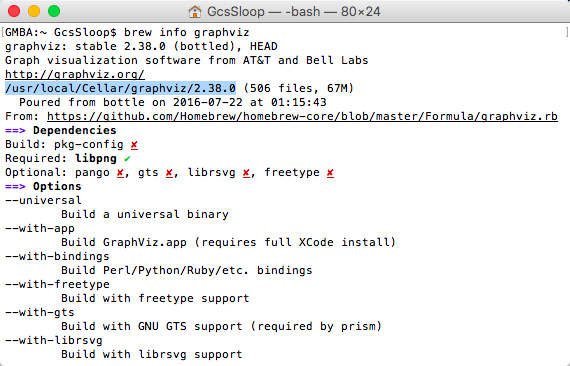 GcsSloop — -bash — 80×24
[GMBA:~ GcsSloop$ brew info graphviz ]
graphviz: stable 2.38.0 (bottled), HEAD
Graph visualization software from AT&T and Bell Labs
http://graphviz.org/
/usr/local/Cellar/graphviz/2.38.0 (506 files, 67M)
  Poured from bottle on 2016-07-22 at 01:15:43
From: https://github.com/Homebrew/homebrew-core/blob/master/Formula/graphviz.rb
==> Dependencies
Build: pkg-config ✘
Required: libpng ✔
Optional: pango ✘, gts ✘, librsvg ✘, freetype ✘
==> Options
--universal
        Build a universal binary
--with-app
        Build GraphViz.app (requires full XCode install)
--with-bindings
        Build Perl/Python/Ruby/etc. bindings
--with-freetype
        Build with freetype support
--with-gts
        Build with GNU GTS support (required by prism)
--with-librsvg
        Build with librsvg support